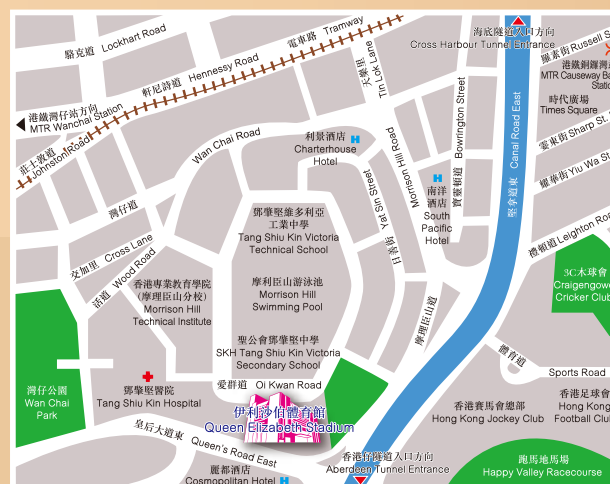 海底隧道入口方向
Cross Harbour Tunnel Entrance
駱克道 Lockhart Road
電車路 Tramway
軒尼詩道 Hennessy Road
天樂里 Tin Lok Lane
羅素街 Russell S
港鐵銅鑼灣
MTR Causeway Ba
Statio
時代廣場
Times Square
霎東街 Sharp St.
耀華街 Yiu Wa St
港鐵灣仔站方向
MTR Wanchai Station
莊士敦道
Johnston Road
Wan Chai Road
灣仔道
利景酒店 H
Charterhouse
Hotel
Morrison Hill Road
寶靈頓道 Bowrington Street
堅拿道東 Canal Road East
H
南洋
酒店
South
Pacific
Hotel
日善街 Yat Sin Street
禮頓道 Leighton Ro
交加里 Cross Lane
活道 Wood Road
鄧肇堅維多利亞
工業中學
Tang Shiu Kin Victoria
Technical School
香港專業教育學院
(摩理臣山分校)
Morrison Hill
Technical Institute
摩利臣山游泳池
Morrison Hill
Swimming Pool
3C木球會
Craigengow
Cricker Club
摩理臣山道
聖公會鄧肇堅中學
SKH Tang Shiu Kin Victoria
Secondary School
體育道
Sports Road
灣仔公園
Wan Chai
Park
鄧肇堅醫院
Tang Shiu Kin Hospital
愛群道 Oi Kwan Road
伊利沙伯體育館
Queen Elizabeth Stadium
香港賽馬會總部
Hong Kong Jockey Club
香港足球會
Hong Kong
Football Clu
皇后大道東 Queen's Road East
香港仔隧道入口方向
Aberdeen Tunnel Entrance
跑馬地馬場
Happy Valley Racecourse
麗都酒店
Cosmopolitan Hotel H